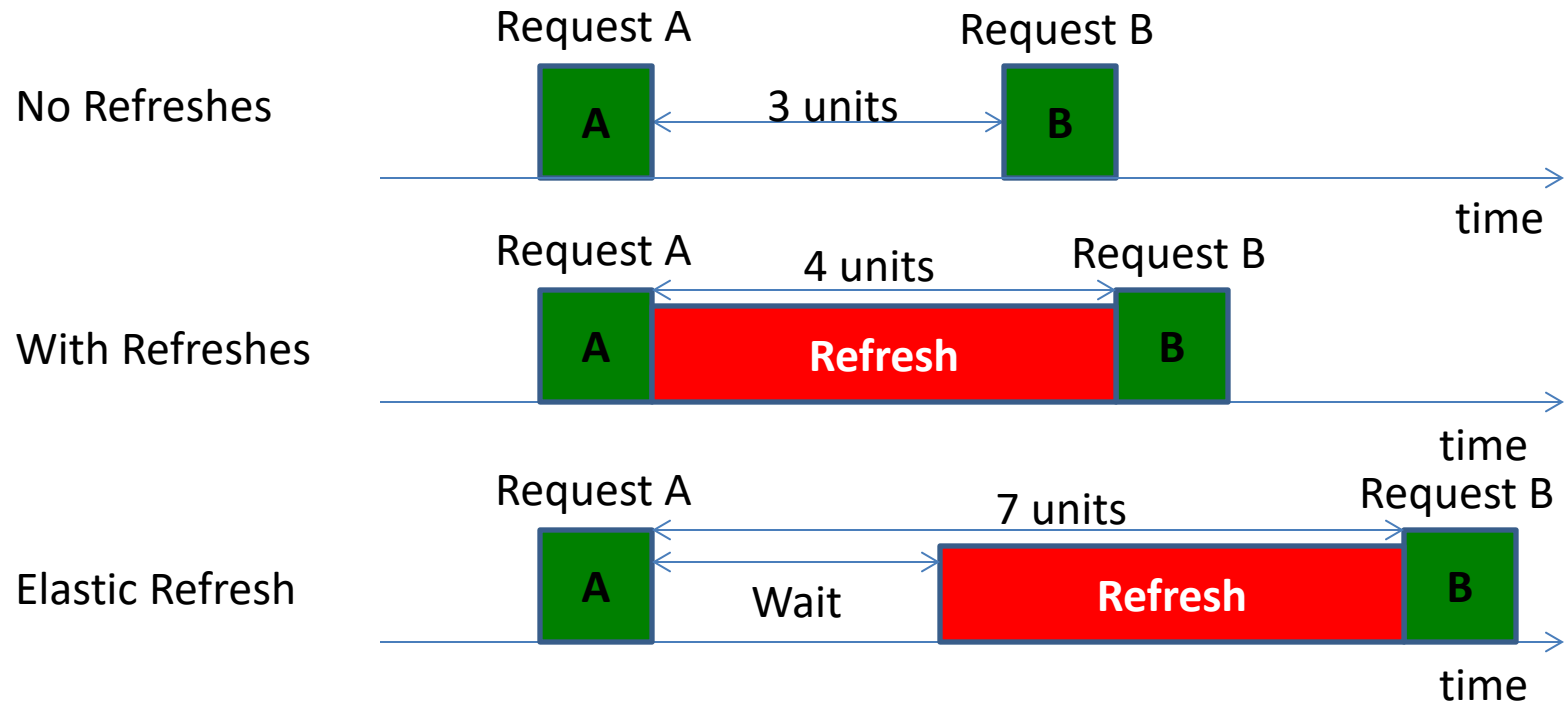 Request A
Request B
No Refreshes
A
3 units
B
time
Request A
4 units
Request B
With Refreshes
A
Refresh
B
time
Request A
7 units
Request B
Elastic Refresh
A
Wait
Refresh
B
time